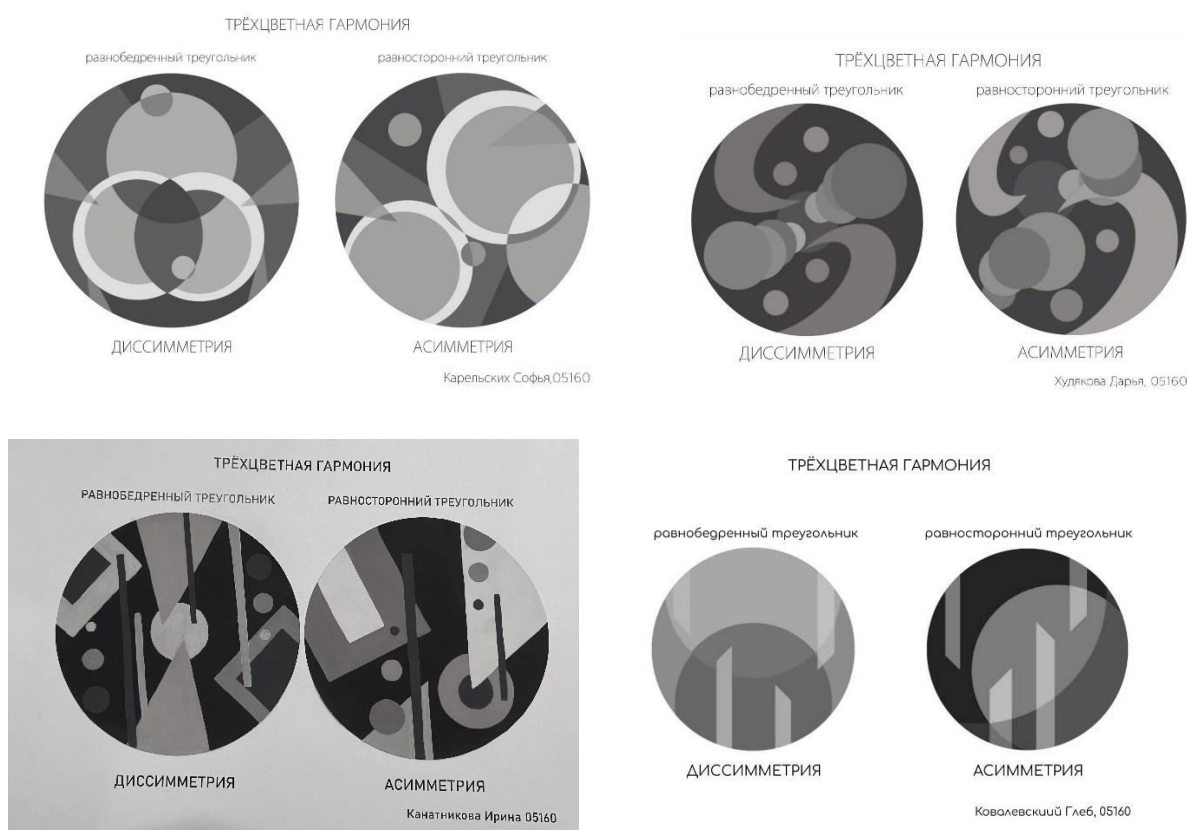 ТРЁХЦВЕТНАЯ ГАРМОНИЯ
равнобедренный треугольник равносторонний треугольник
ДИССИММЕТРИЯ АСИММЕТРИЯ
Карельских Софья,05160
ТРЁХЦВЕТНАЯ ГАРМОНИЯ
равнобедренный треугольник равносторонний треугольник
ДИССИММЕТРИЯ АСИММЕТРИЯ
Худякова Дарья, 05160
ТРЁХЦВЕТНАЯ ГАРМОНИЯ
РАВНОБЕДРЕННЫЙ ТРЕУГОЛЬНИК РАВНОСТОРОННИЙ ТРЕУГОЛЬНИК
ДИССИММЕТРИЯ АСИММЕТРИЯ
Канатникова Ирина 05160
ТРЁХЦВЕТНАЯ ГАРМОНИЯ
равнобедренный треугольник равносторонний треугольник
ДИССИММЕТРИЯ АСИММЕТРИЯ
Ковалевскиий Глеб, 05160